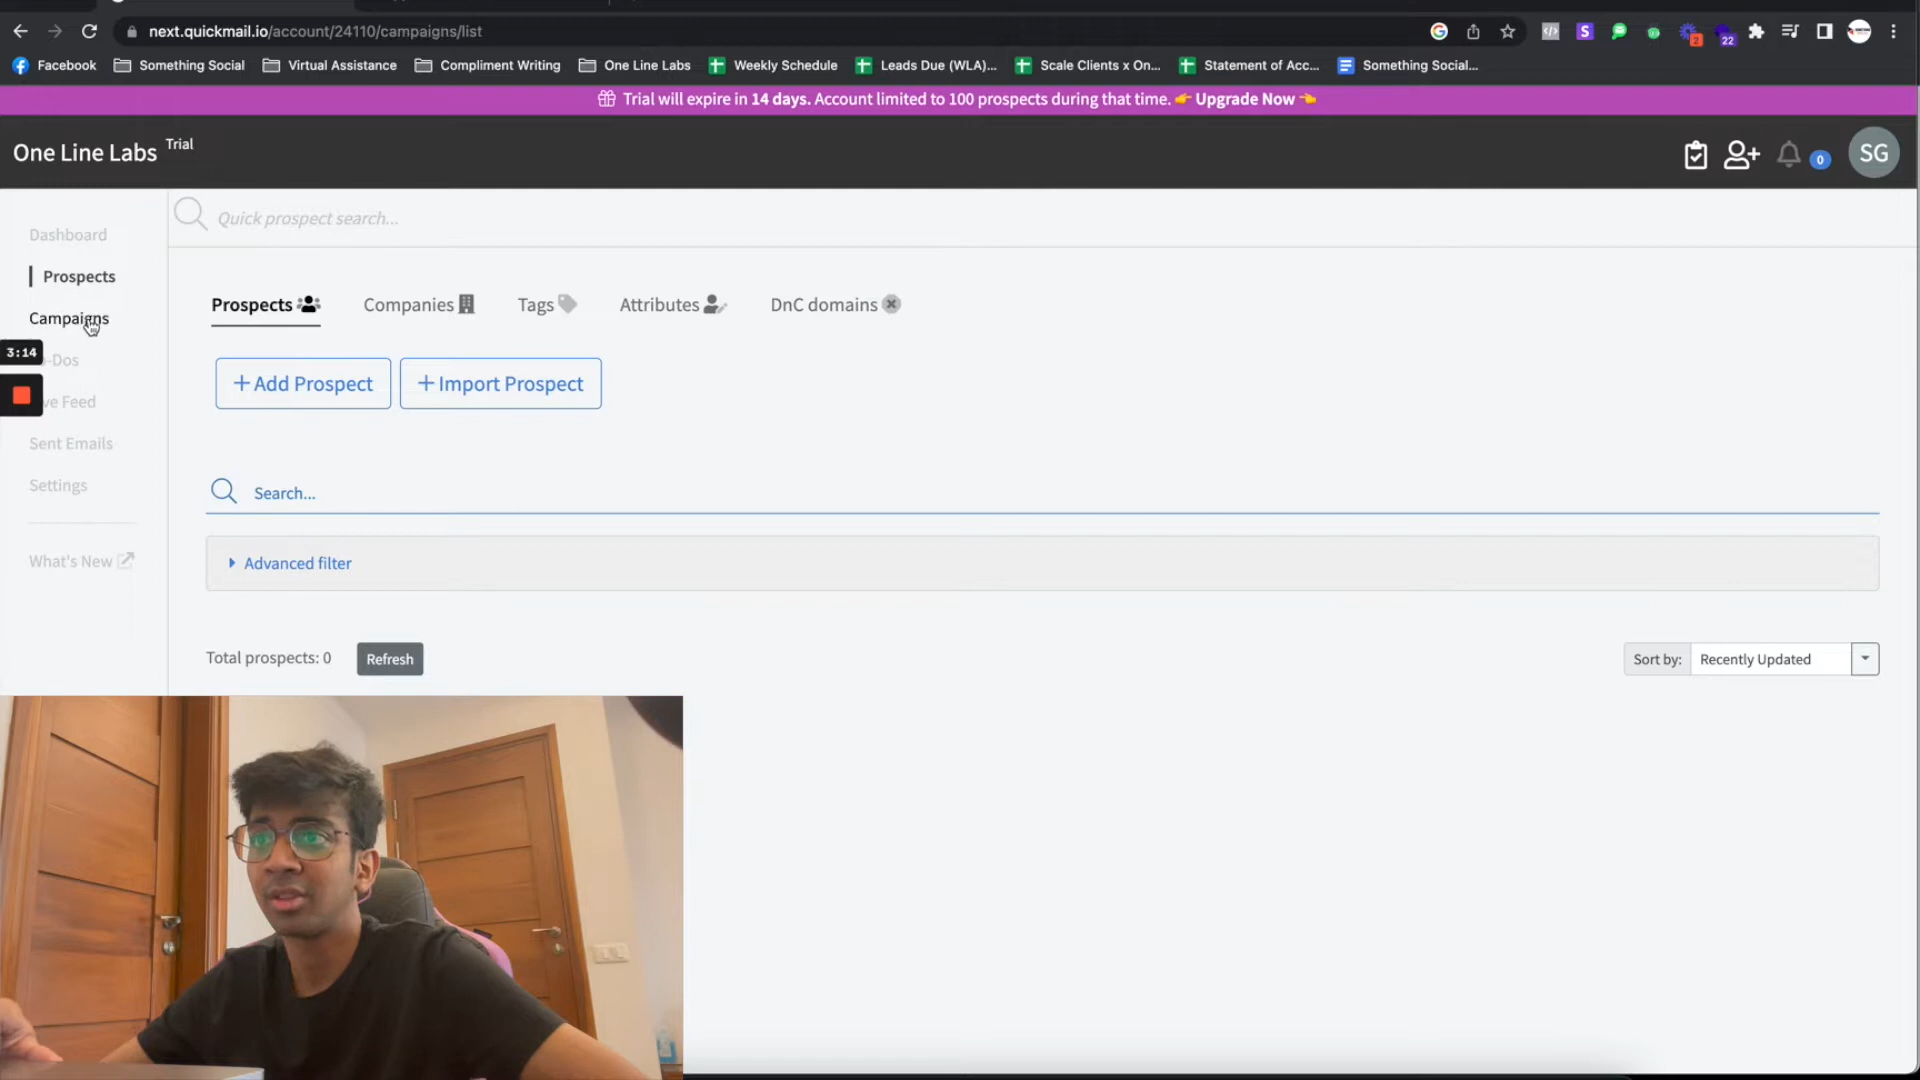 next.quickmail.io/account/24110/campaigns/list
2
22
Facebook
Something Social
Virtual Assistance
Compliment Writing
One Line Labs
Weekly Schedule
Leads Due (WLA)...
Scale Clients x On...
Statement of Acc...
Something Social...
Trial will expire in 14 days. Account limited to 100 prospects during that time. 👉 Upgrade Now 👈
One Line Labs Trial
0
SG
Quick prospect search...
Dashboard
Prospects
Campaigns
3:14
-Dos
ve Feed
Sent Emails
Settings
What's New
Prospects
Companies
Tags
Attributes
DnC domains
+ Add Prospect
+ Import Prospect
Search...
Advanced filter
Total prospects: 0
Refresh
Sort by:
Recently Updated